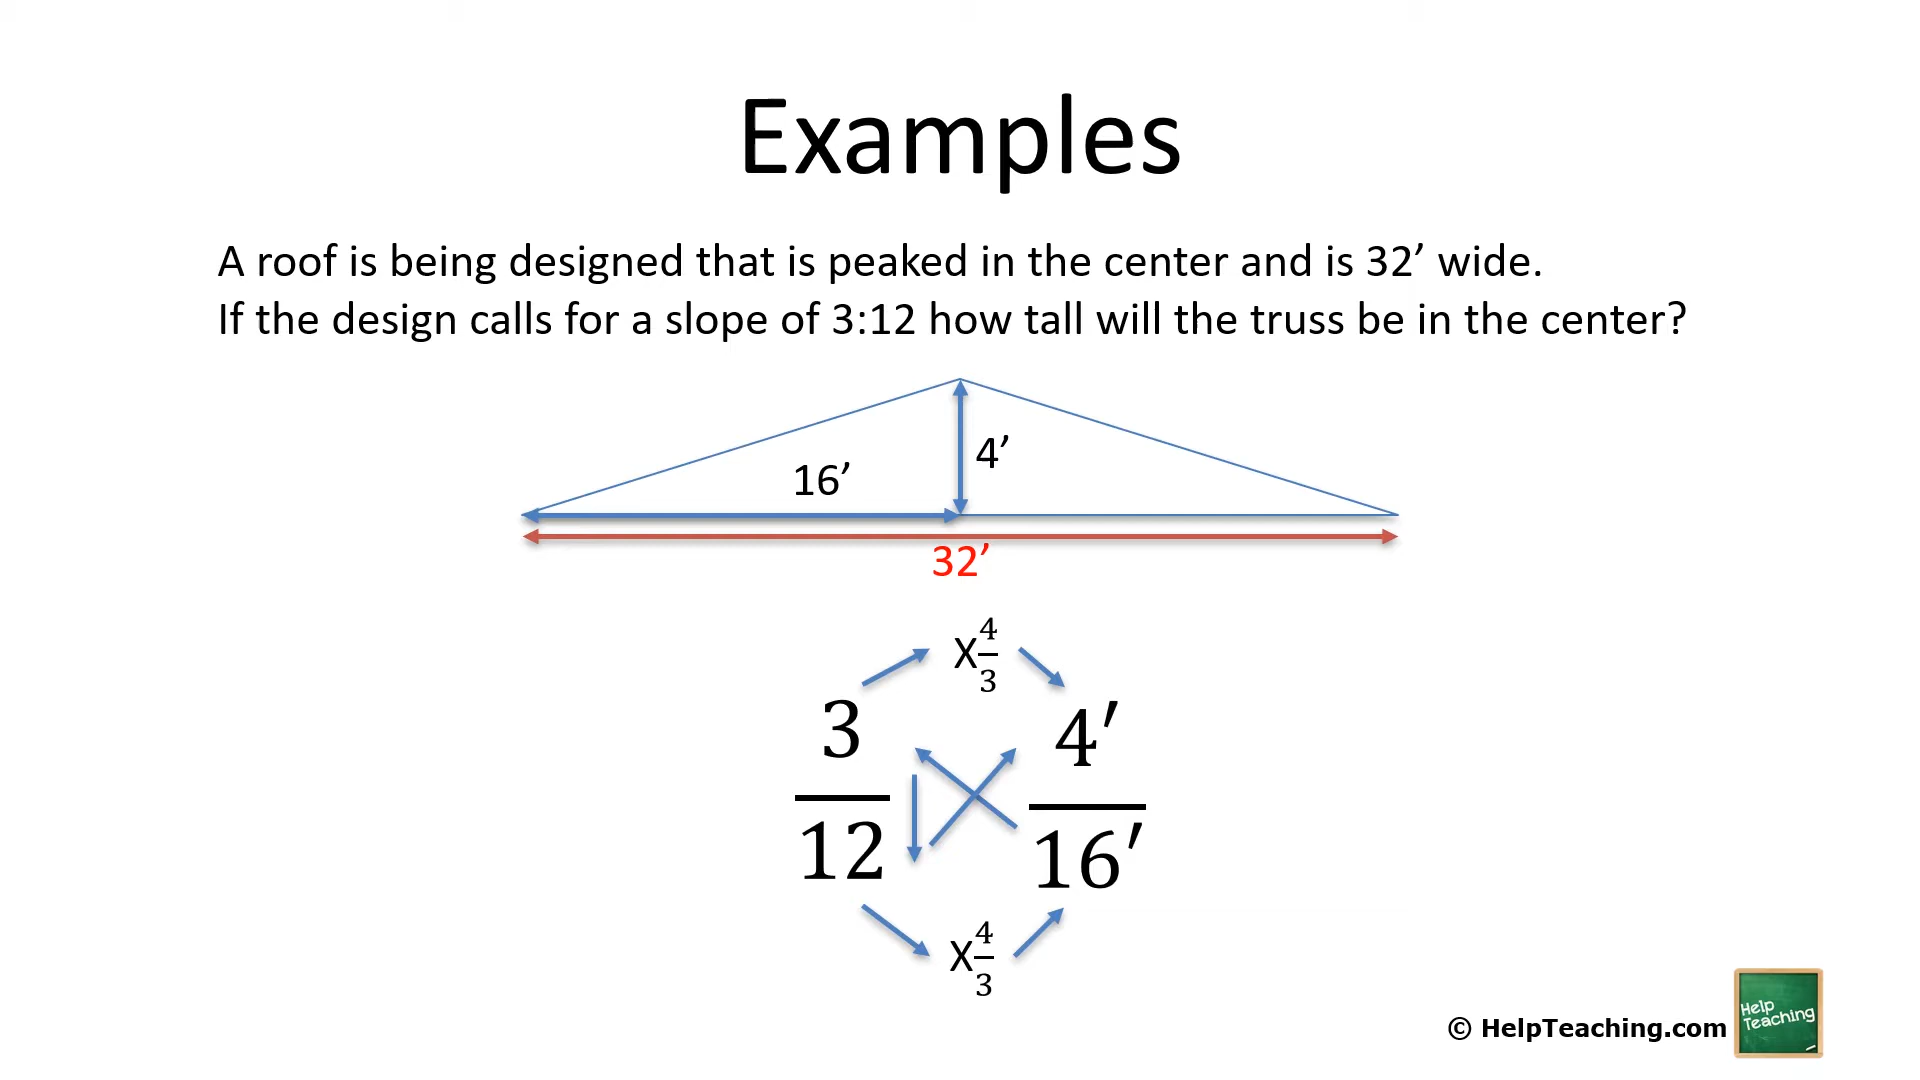 Examples
A roof is being designed that is peaked in the center and is 32’ wide.
If the design calls for a slope of 3:12 how tall will the truss be in the center?
4’
16’
32’
X4/3
3/12
4′/16′
X4/3
© HelpTeaching.com
Help
Teaching